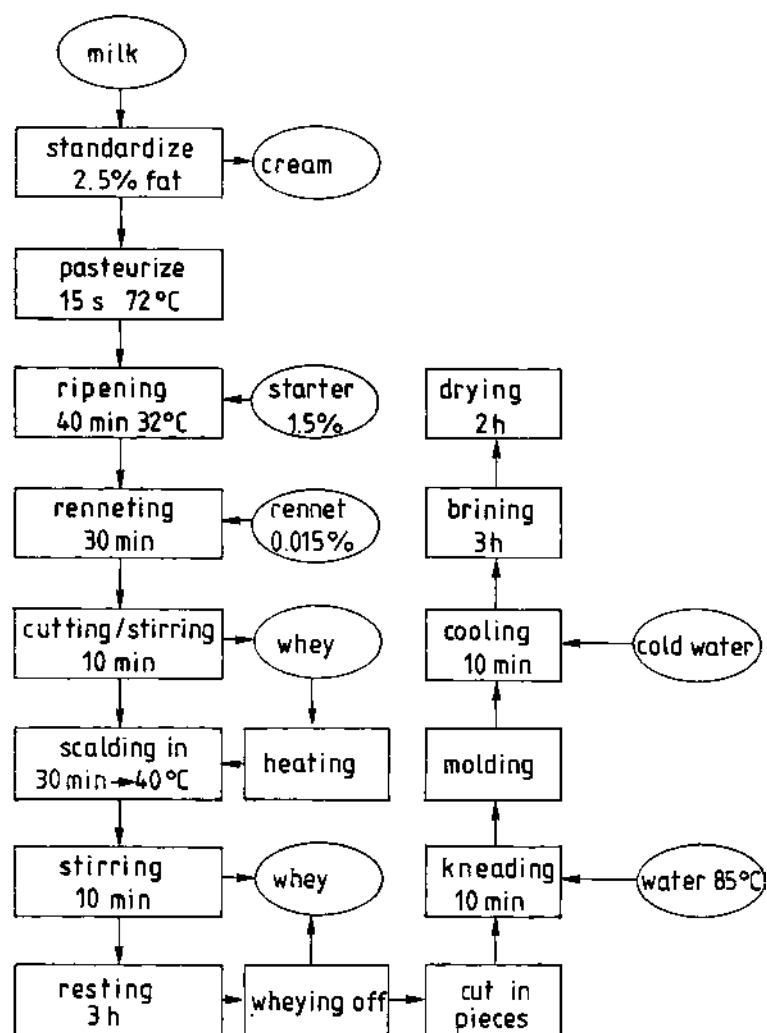 milk
standardize
2.5% fat
cream
pasteurize
15 s 72°C
ripening
40 min 32°C
starter
1.5%
renneting
30 min
rennet
0.015%
cutting/stirring
10 min
whey
scalding in
30 min → 40°C
heating
stirring
10 min
whey
resting
3 h
wheying off
cut in
pieces
kneading
10 min
water 85°C
molding
cooling
10 min
cold water
brining
3 h
drying
2 h